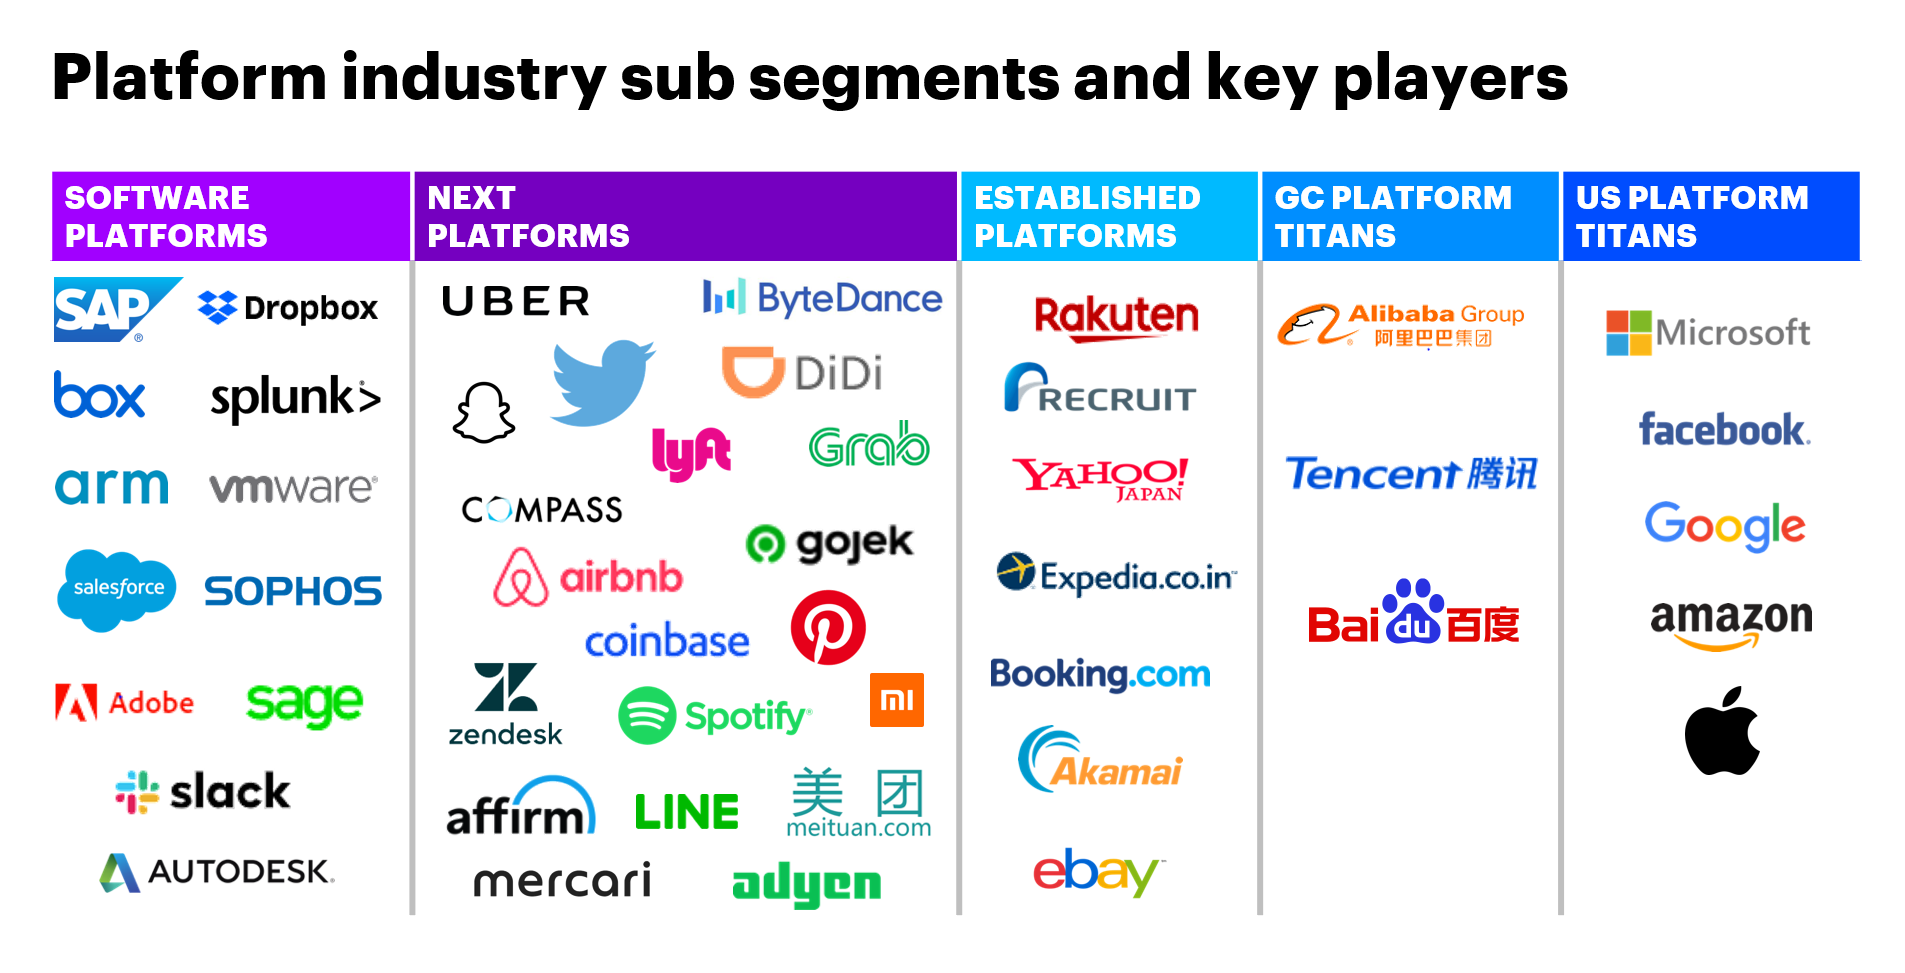 Platform industry sub segments and key players
SOFTWARE
PLATFORMS
SAP
®
Dropbox
box
splunk>
arm
vmware®
salesforce
SOPHOS
Adobe
sage
slack
AUTODESK.
NEXT
PLATFORMS
UBER
ByteDance
DiDi
lyft
Grab
COMPASS
gojek
airbnb
coinbase
zendesk
Spotify®
mi
affirm
LINE
美团
meituan.com
mercari
adyen
ESTABLISHED
PLATFORMS
Rakuten
RECRUIT
YAHOO!
JAPAN
Expedia.co.in™
Booking.com
Akamai
ebay™
GC PLATFORM
TITANS
Alibaba Group
阿里巴巴集团
Tencent 腾讯
Bai du 百度
US PLATFORM
TITANS
Microsoft
facebook.
Google
amazon